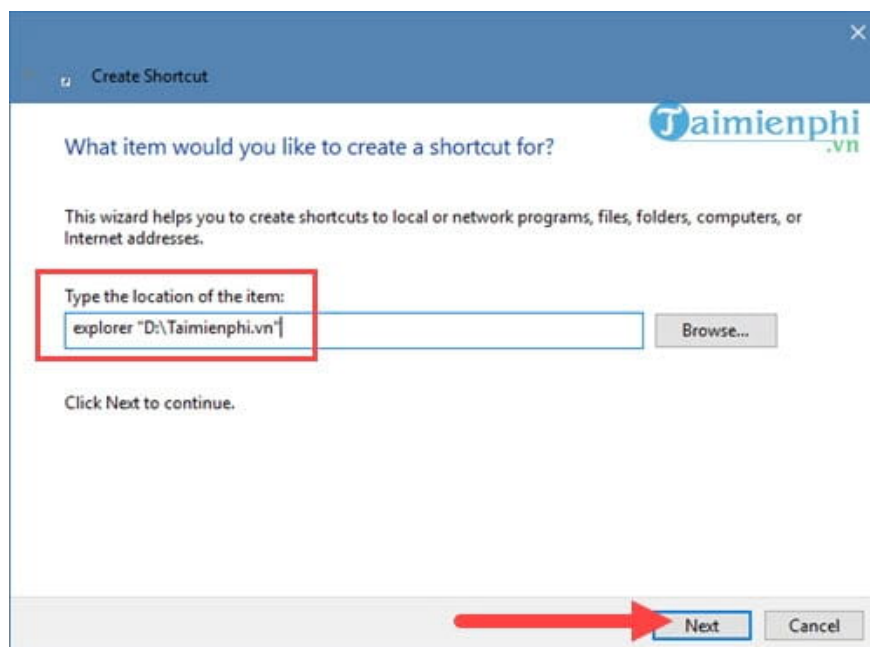 Create Shortcut
Taimienphi
.vn
What item would you like to create a shortcut for?
This wizard helps you to create shortcuts to local or network programs, files, folders, computers, or
Internet addresses.
Type the location of the item:
explorer "D:\Taimienphi.vn"
Browse...
Click Next to continue.
Next
Cancel